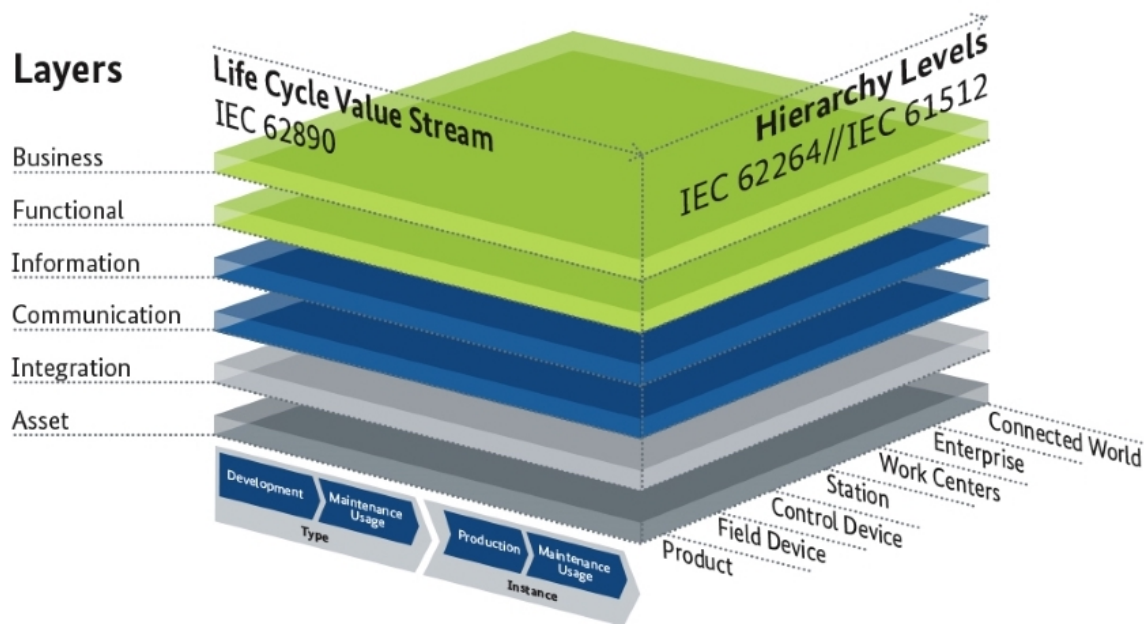 Layers
Business
Functional
Information
Communication
Integration
Asset
Life Cycle Value Stream
IEC 62890
Hierarchy Levels
IEC 62264//IEC 61512
Development
Maintenance
Usage
Type
Production
Maintenance
Usage
Instance
Product
Field Device
Control Device
Station
Work Centers
Enterprise
Connected World